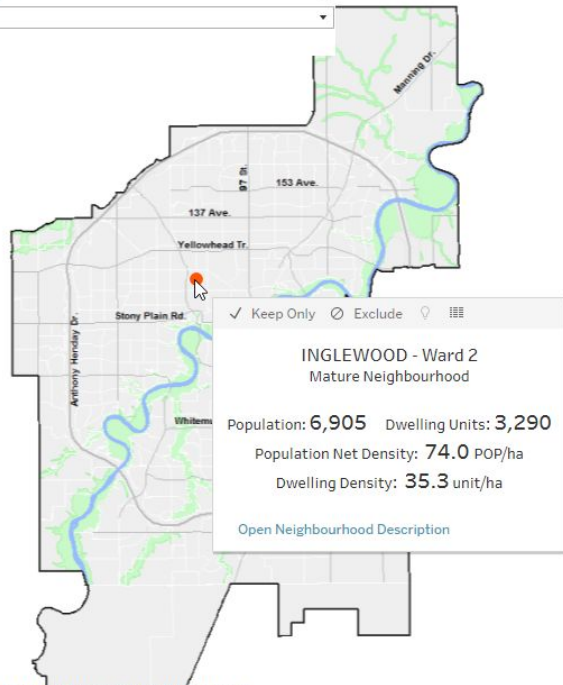 Manning Dr.
97 St.
153 Ave.
137 Ave.
Yellowhead Tr.
Stony Plain Rd.
Anthony Henday Dr.
Keep Only Exclude
INGLEWOOD - Ward 2
Mature Neighbourhood
Whitemu
Population: 6,905 Dwelling Units: 3,290
Population Net Density: 74.0 POP/ha
Dwelling Density: 35.3 unit/ha
Open Neighbourhood Description